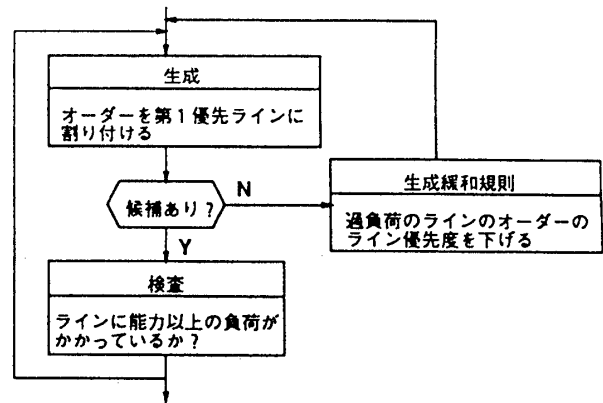 生成
オーダーを第1優先ラインに
割り付ける
候補あり?
N
生成緩和規則
過負荷のラインのオーダーの
ライン優先度を下げる
Y
検査
ラインに能力以上の負荷が
かかっているか?